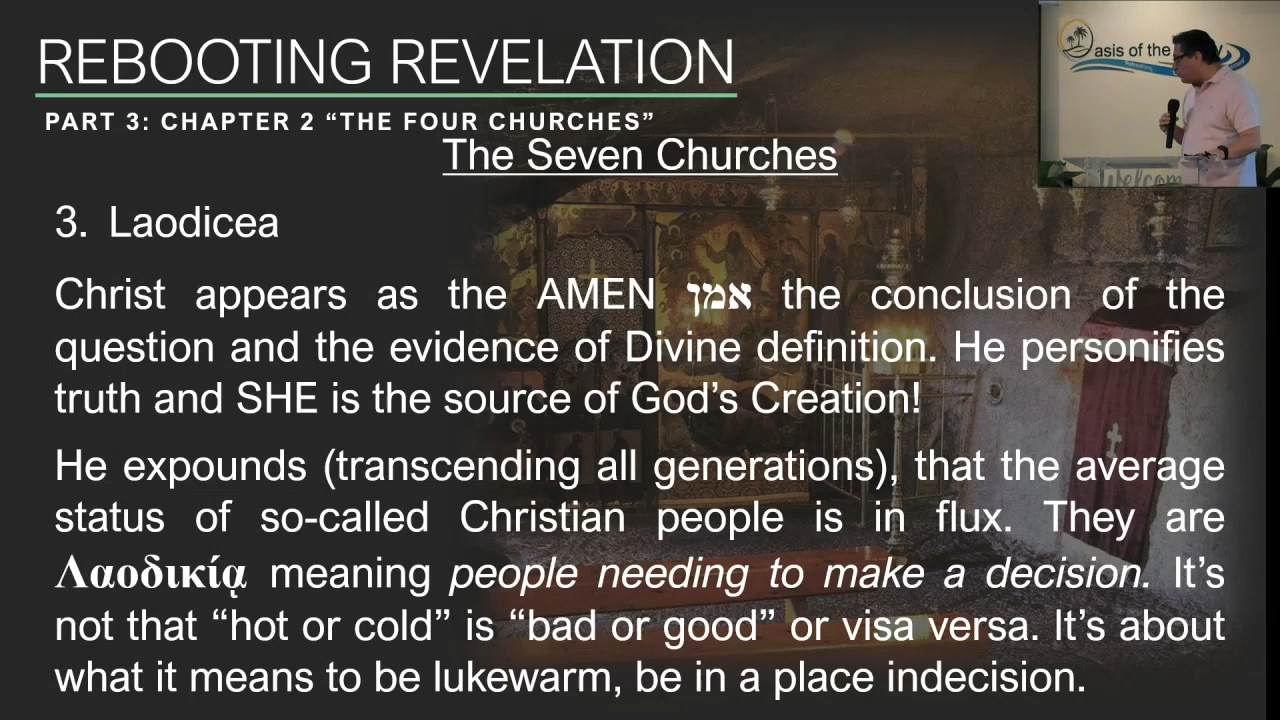 REBOOTING REVELATION
PART 3: CHAPTER 2 “THE FOUR CHURCHES”
The Seven Churches
3. Laodicea
Christ appears as the AMEN אמן the conclusion of the
question and the evidence of Divine definition. He personifies
truth and SHE is the source of God’s Creation!
He expounds (transcending all generations), that the average
status of so-called Christian people is in flux. They are
Λαοδικίᾳ meaning people needing to make a decision. It’s
not that “hot or cold” is “bad or good” or visa versa. It’s about
what it means to be lukewarm, be in a place indecision.
asis of the
Welcom